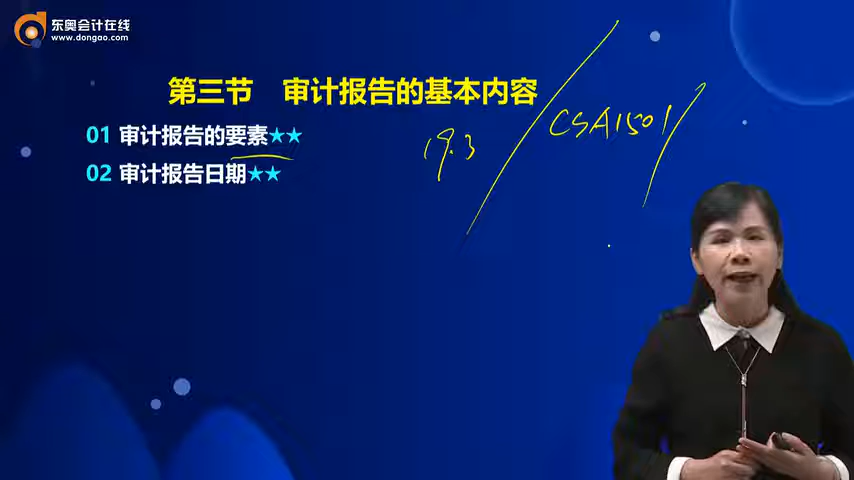 东奥会计在线
www.dongao.com
第三节 审计报告的基本内容
01 审计报告的要素★★
02 审计报告日期★★
19.3
CSA1501